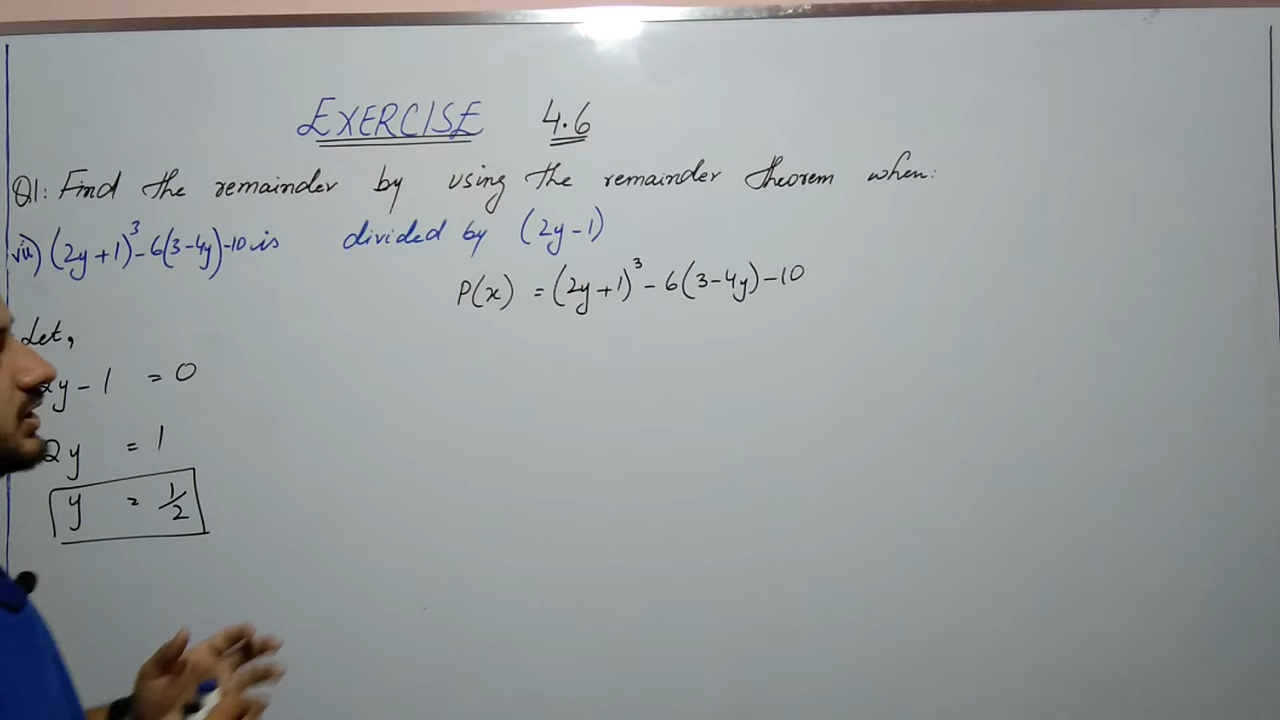 EXERCISE 4.6
Q1: Find the remainder by using the remainder theorem when:
vii) (2y+1)³-6(3-4y)-10 is divided by (2y-1)
P(x) = (2y+1)³-6(3-4y)-10
Let,
2y-1 = 0
2y = 1
y = 1/2